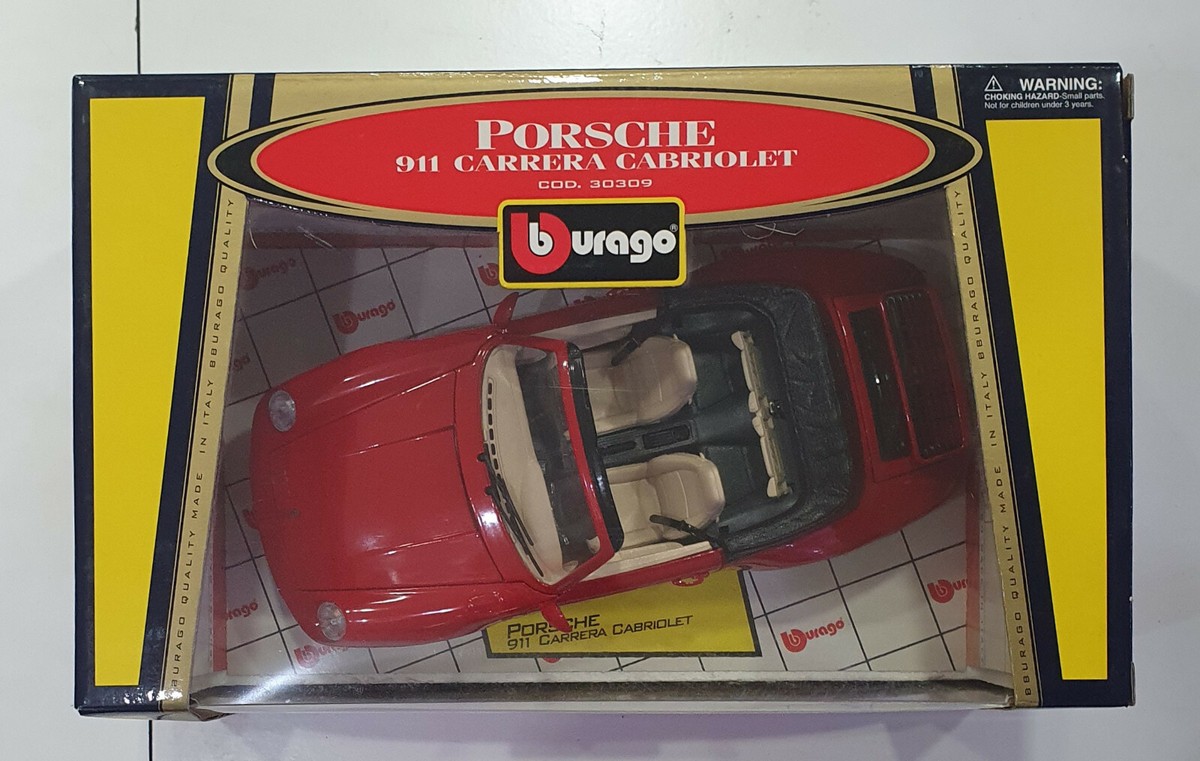 WARNING:
CHOKING HAZARD-Small parts.
Not for children under 3 years.
PORSCHE
911 CARRERA CABRIOLET
COD. 30309
burago®
BBURAGO QUALITY MADE IN ITALY BBURAGO QUALITY
BBURAGO QUALITY MADE IN ITALY BBURAGO QUALITY
burago
burago
burago
PORSCHE
911 CARRERA CABRIOLET